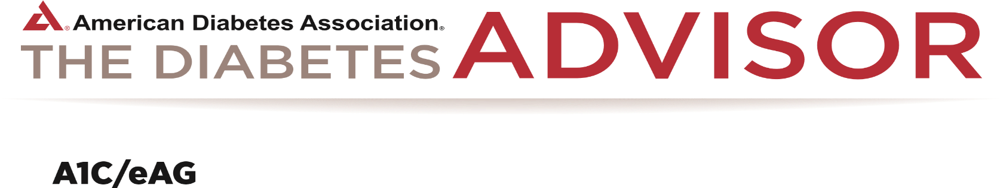 ® American Diabetes Association®
THE DIABETES ADVISOR
A1C/eAG